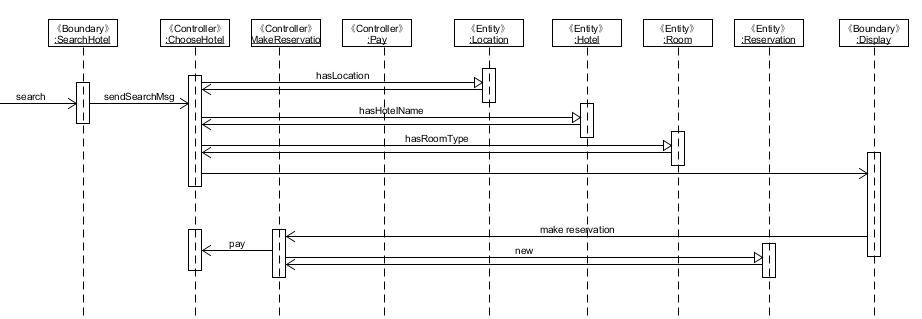 《Boundary》 《Controller》 《Controller》 《Controller》 《Entity》 《Entity》 《Entity》 《Entity》 《Boundary》
:SearchHotel :ChooseHotel MakeReservatio :Pay :Location :Hotel :Room :Reservation :Display
hasLocation
search sendSearchMsg
hasHotelName
hasRoomType
make reservation
pay
new